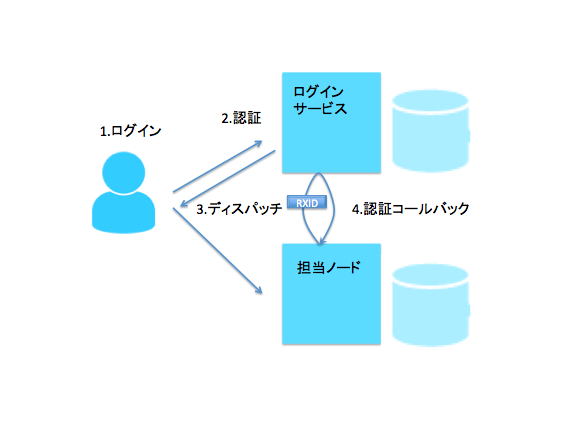 ログイン
サービス
2.認証
1.ログイン
3.ディスパッチ
RXID
4.認証コールバック
担当ノード